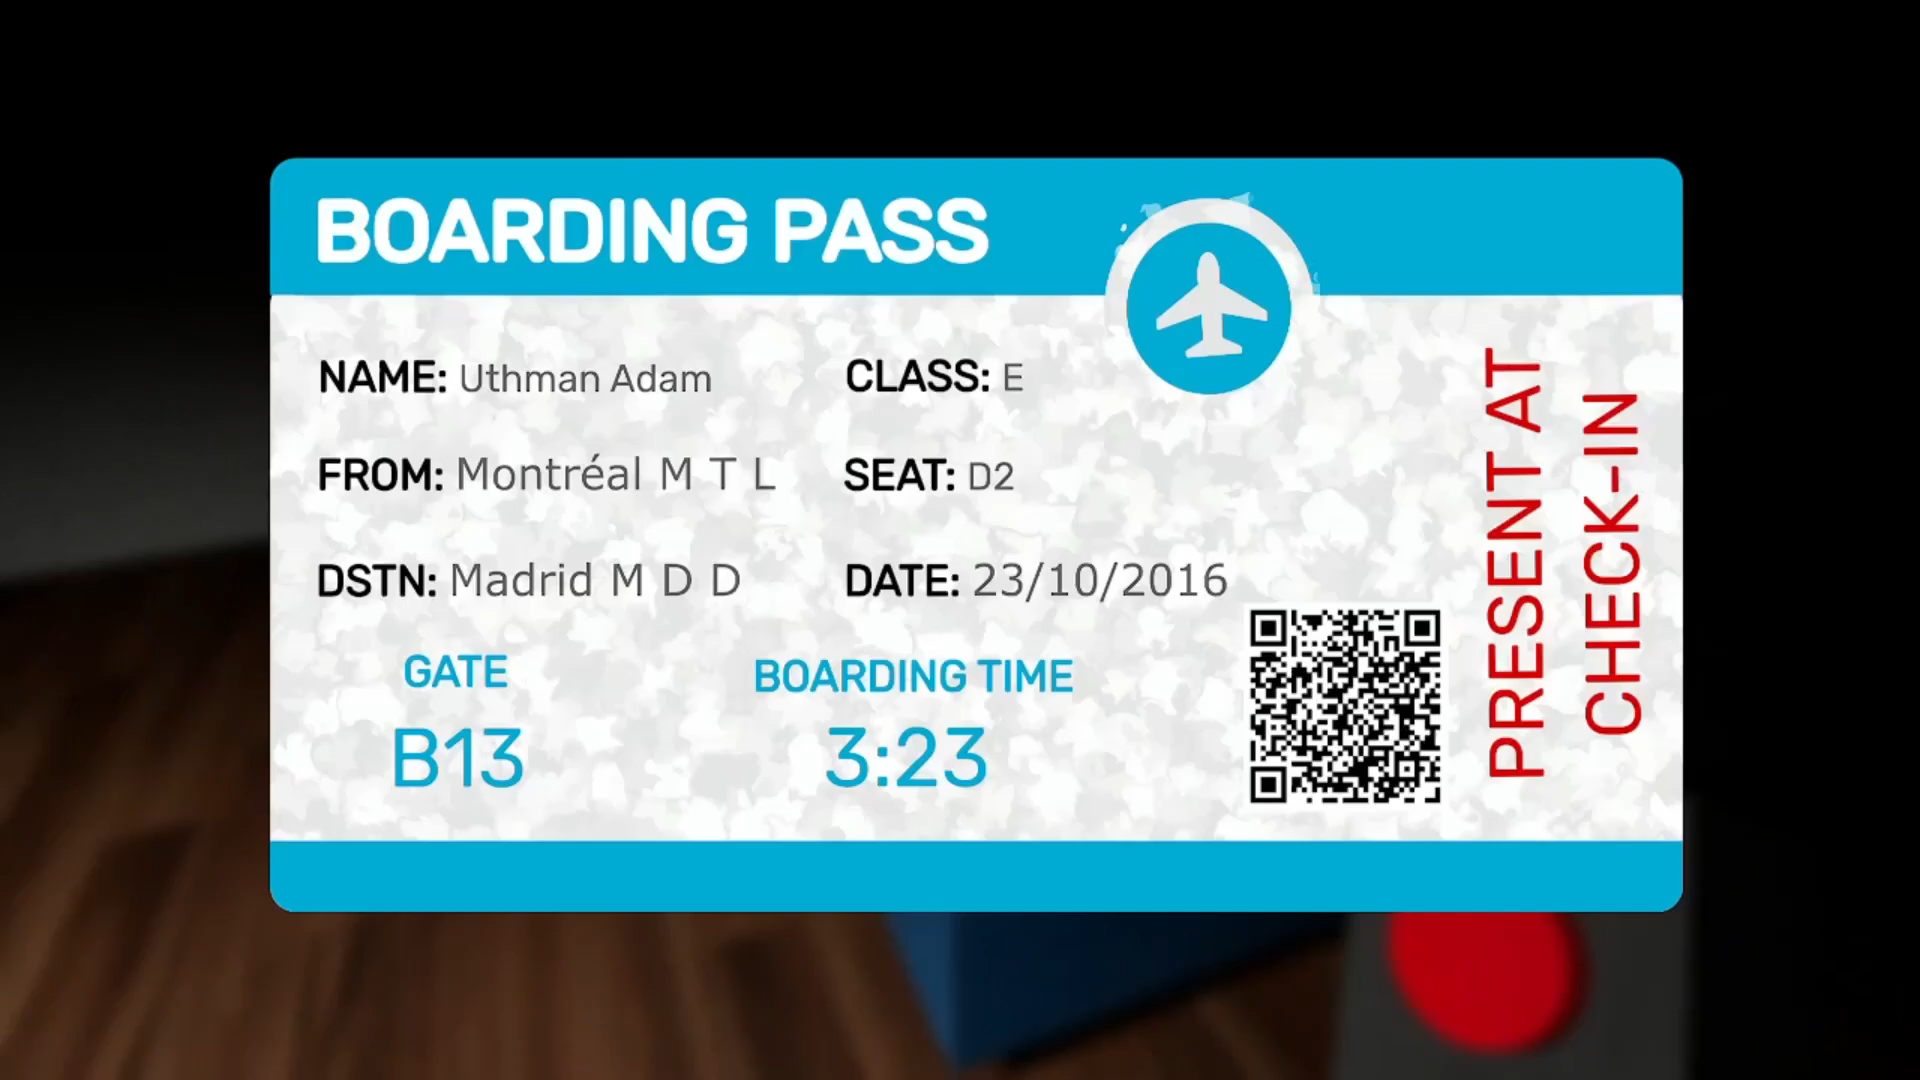 BOARDING PASS
NAME: Uthman Adam
CLASS: E
FROM: Montréal M T L
SEAT: D2
DSTN: Madrid M D D
DATE: 23/10/2016
GATE
B13
BOARDING TIME
3:23
PRESENT AT
CHECK-IN